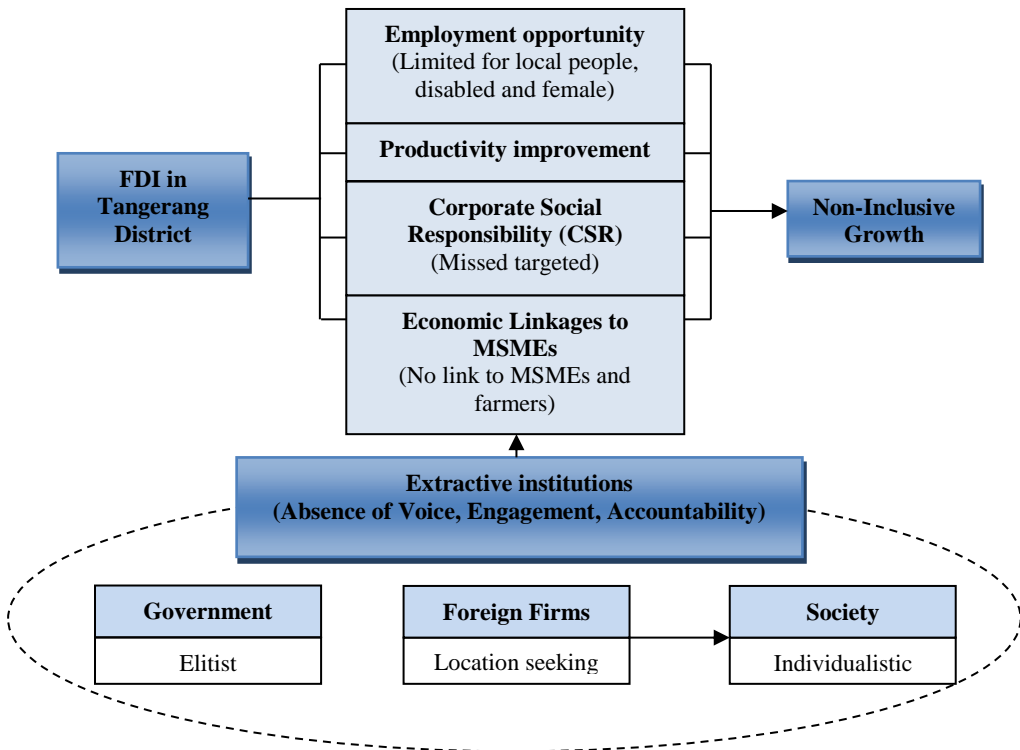 Employment opportunity
(Limited for local people,
disabled and female)
Productivity improvement
FDI in
Tangerang
District
Corporate Social
Responsibility (CSR)
(Missed targeted)
Non-Inclusive
Growth
Economic Linkages to
MSMEs
(No link to MSMEs and
farmers)
Extractive institutions
(Absence of Voice, Engagement, Accountability)
Government
Elitist
Foreign Firms
Location seeking
Society
Individualistic